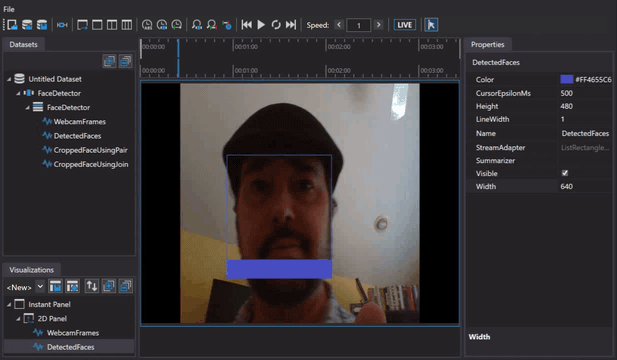 File
Speed:
1
LIVE
Datasets
Untitled Dataset
FaceDetector
FaceDetector
WebcamFrames
DetectedFaces
CroppedFaceUsingPair
CroppedFaceUsingJoin
Visualizations
<New>
Instant Panel
2D Panel
WebcamFrames
DetectedFaces
00:00:00
00:01:00
00:02:00
00:03:00
00:00:00
00:01:00
00:02:00
00:03:00
Properties
DetectedFaces
Color #FF4655C6
CursorEpsilonMs 500
Height 480
LineWidth 1
Name DetectedFaces
StreamAdapter ListRectangle...
Summarizer
Visible
Width 640
Width